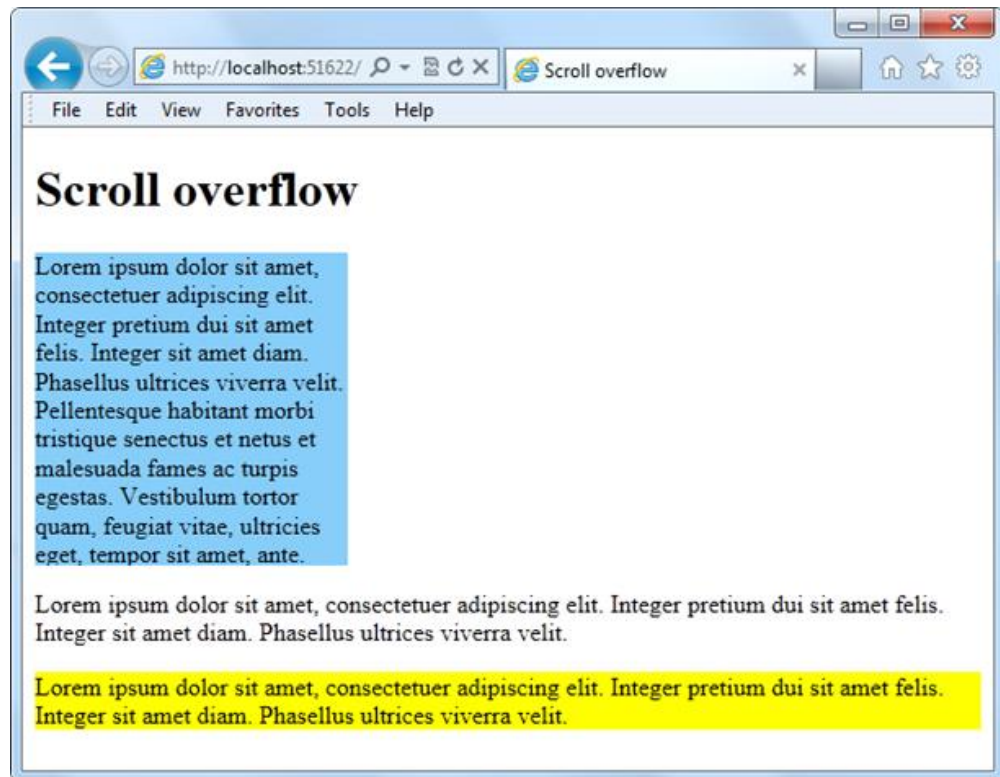 http://localhost:51622/
Scroll overflow
File Edit View Favorites Tools Help
Scroll overflow
Lorem ipsum dolor sit amet,
consectetuer adipiscing elit.
Integer pretium dui sit amet
felis. Integer sit amet diam.
Phasellus ultrices viverra velit.
Pellentesque habitant morbi
tristique senectus et netus et
malesuada fames ac turpis
egestas. Vestibulum tortor
quam, feugiat vitae, ultricies
eget, tempor sit amet, ante.
Lorem ipsum dolor sit amet, consectetuer adipiscing elit. Integer pretium dui sit amet felis.
Integer sit amet diam. Phasellus ultrices viverra velit.
Lorem ipsum dolor sit amet, consectetuer adipiscing elit. Integer pretium dui sit amet felis.
Integer sit amet diam. Phasellus ultrices viverra velit.